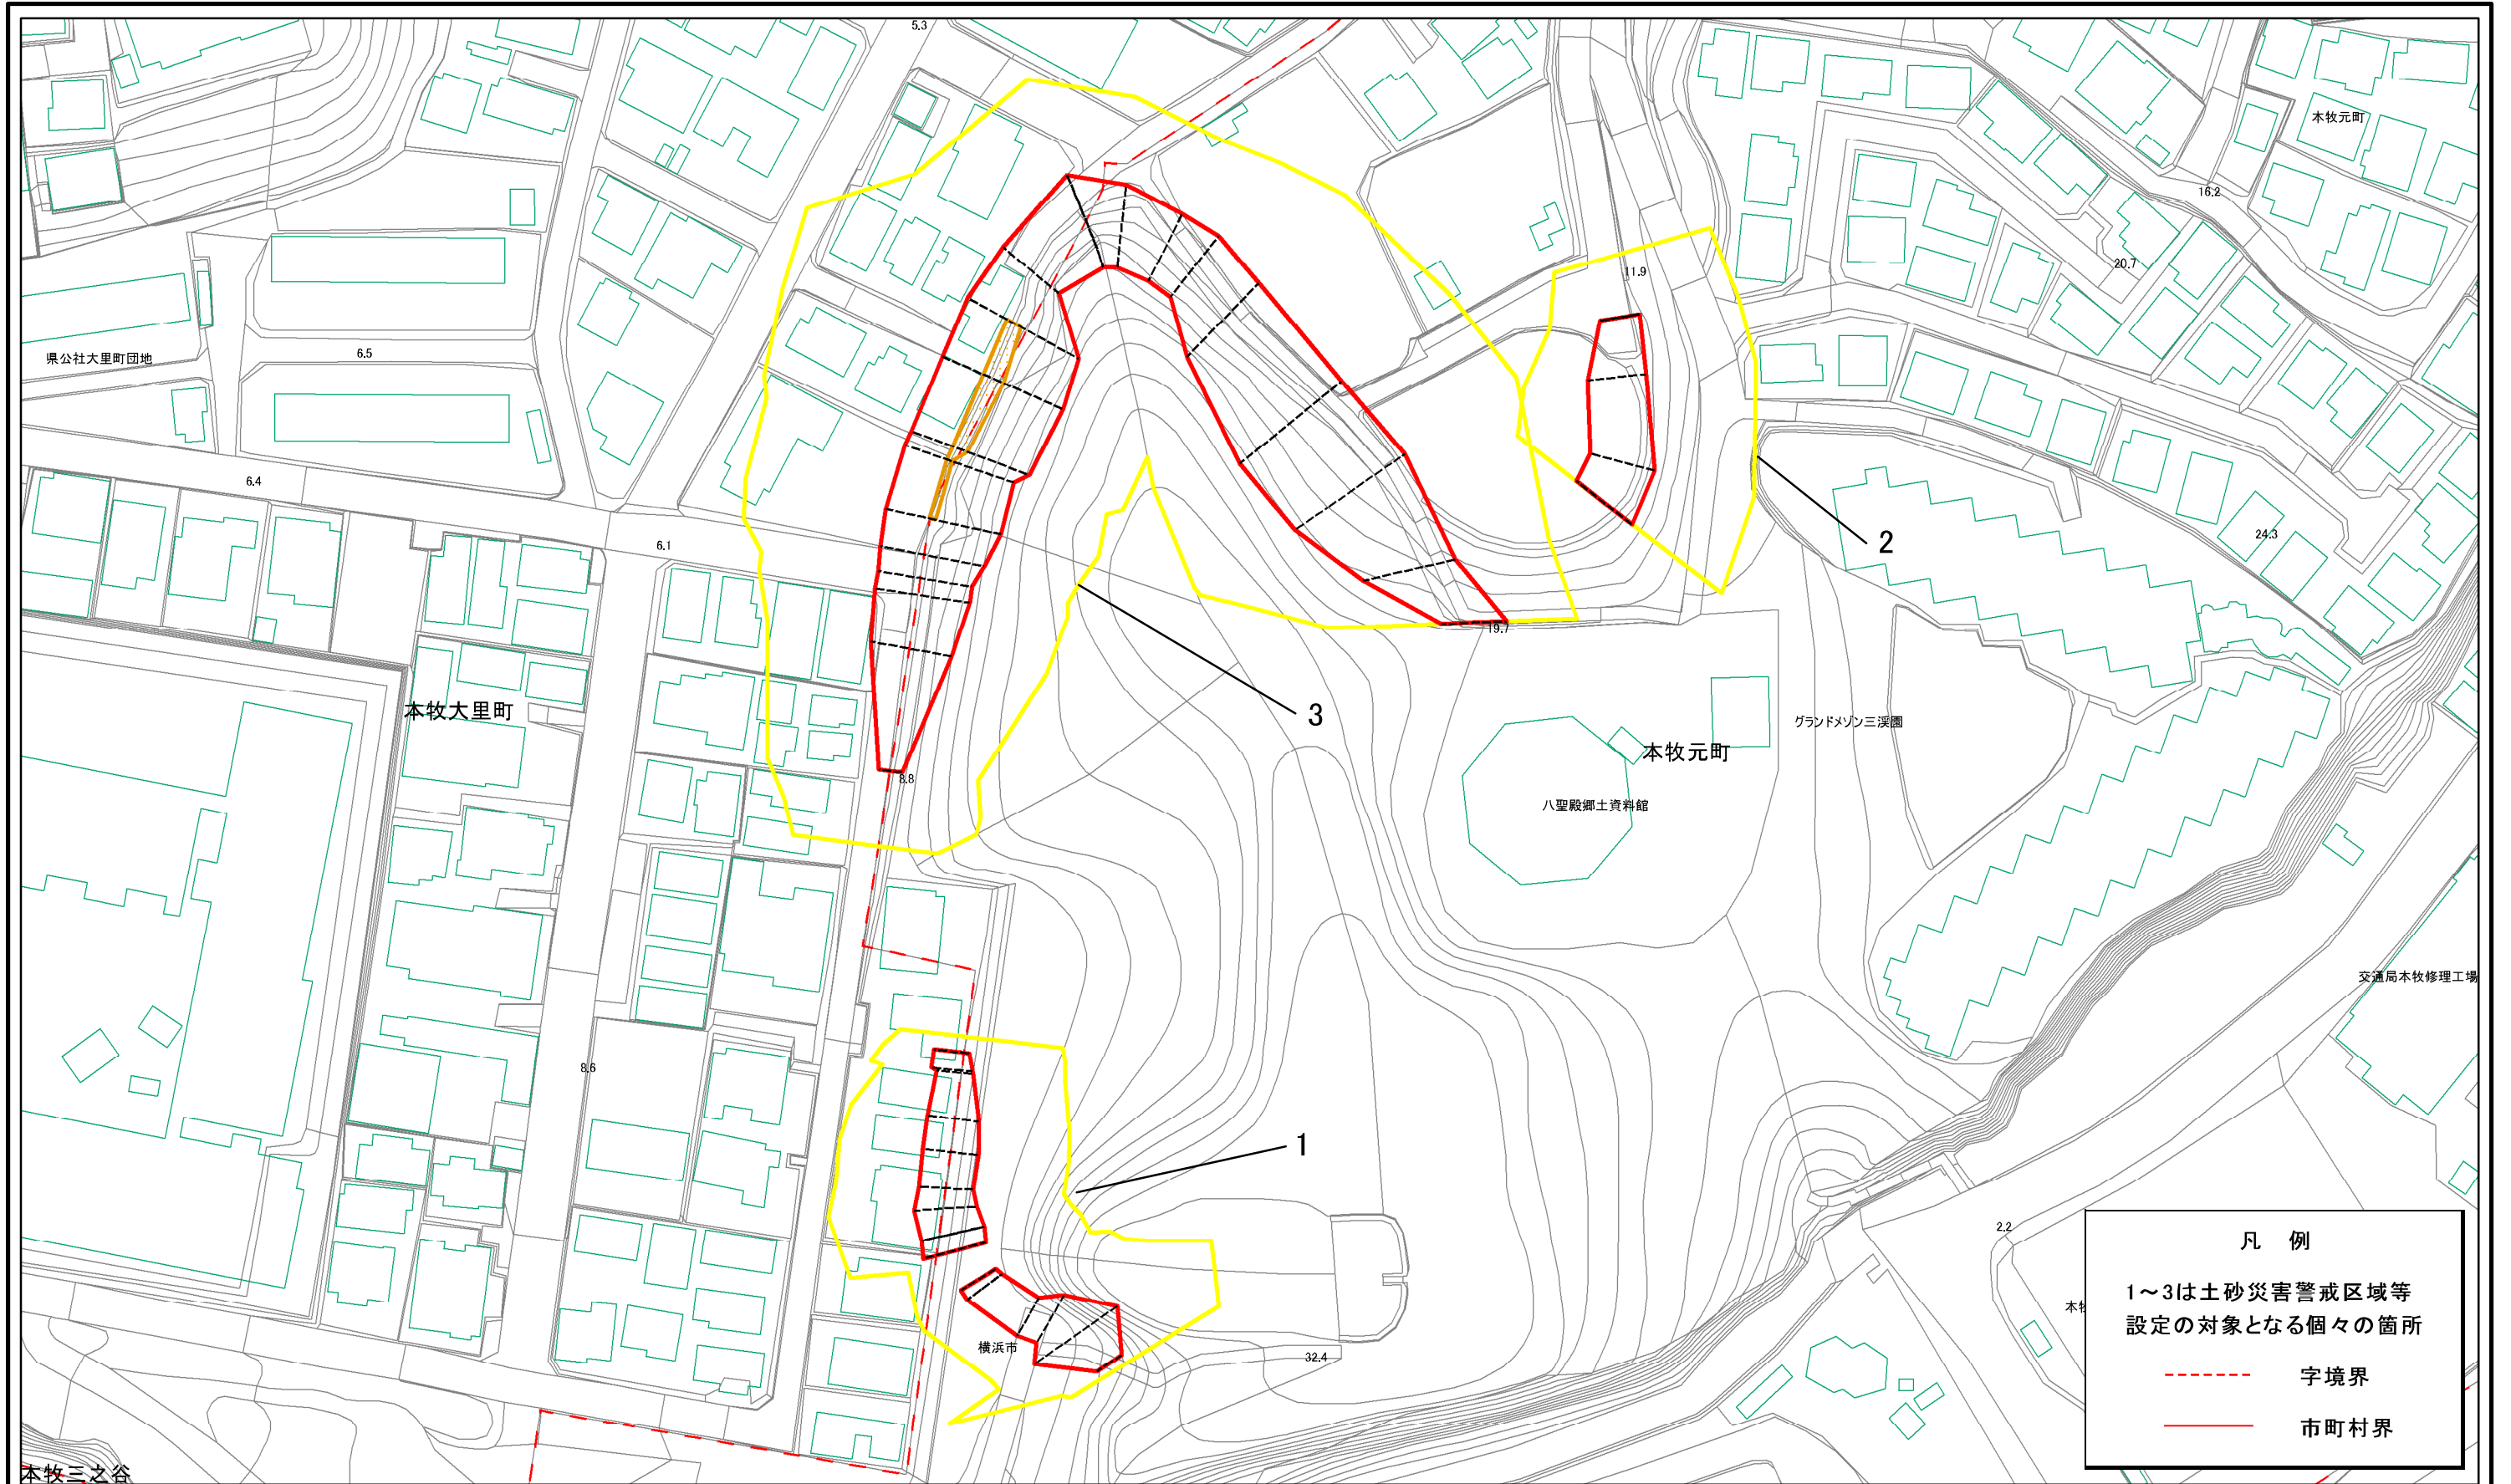 5.3
本牧元町
16.2
20.7
11.9
県公社大里町団地
6.5
6.4
6.1
2
24.3
19.7
3
本牧大里町
グランドメゾン三渓園
本牧元町
8.8
八聖殿郷土資料館
交通局本牧修理工場
8.6
1
2.2
凡 例
1～3は土砂災害警戒区域等
設定の対象となる個々の箇所
字境界
市町村界
横浜市
32.4
本牧三之谷